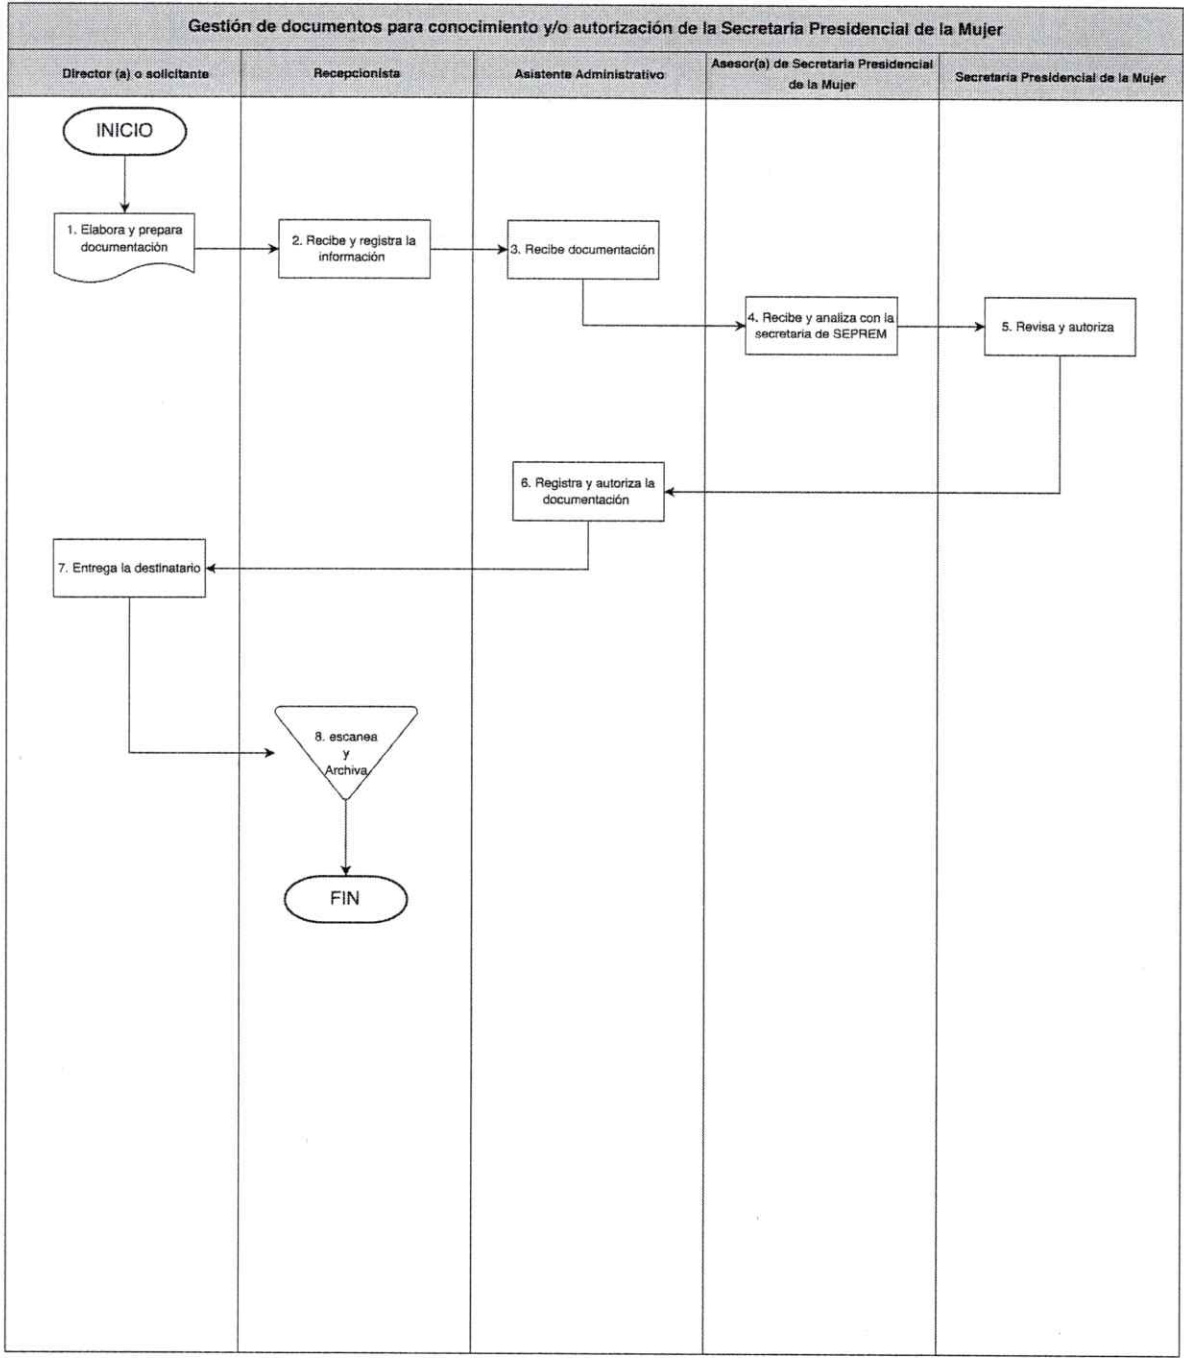 Gestión de documentos para conocimiento y/o autorización de la Secretaria Presidencial de la Mujer
Director (a) o solicitante
Recepcionista
Asistente Administrativo
Asesor(a) de Secretaria Presidencial
de la Mujer
Secretaría Presidencial de la Mujer
INICIO
1. Elabora y prepara
documentación
2. Recibe y registra la
información
3. Recibe documentación
4. Recibe y analiza con la
secretaria de SEPREM
5. Revisa y autoriza
6. Registra y autoriza la
documentación
7. Entrega la destinatario
8. escanea
y
Archiva
FIN